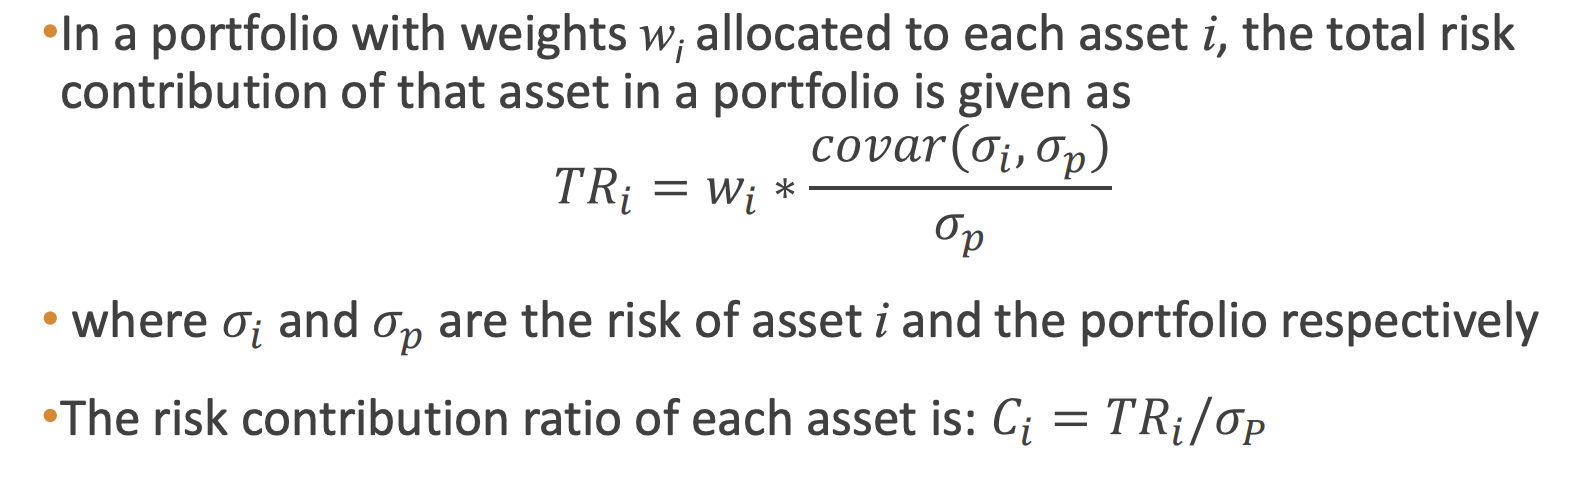 •In a portfolio with weights wᵢ allocated to each asset i, the total risk
contribution of that asset in a portfolio is given as
TRᵢ = wᵢ * covar(σᵢ, σₚ) / σₚ
• where σᵢ and σₚ are the risk of asset i and the portfolio respectively
•The risk contribution ratio of each asset is: Cᵢ = TRᵢ/σ_P